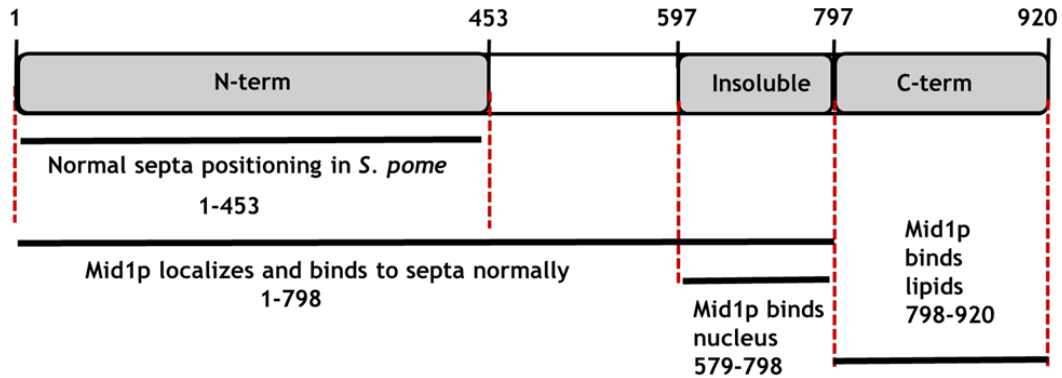 1 453 597 797 920
N-term Insoluble C-term
Normal septa positioning in S. pome
1-453
Mid1p localizes and binds to septa normally
1-798
Mid1p binds
nucleus
579-798
Mid1p
binds
lipids
798-920